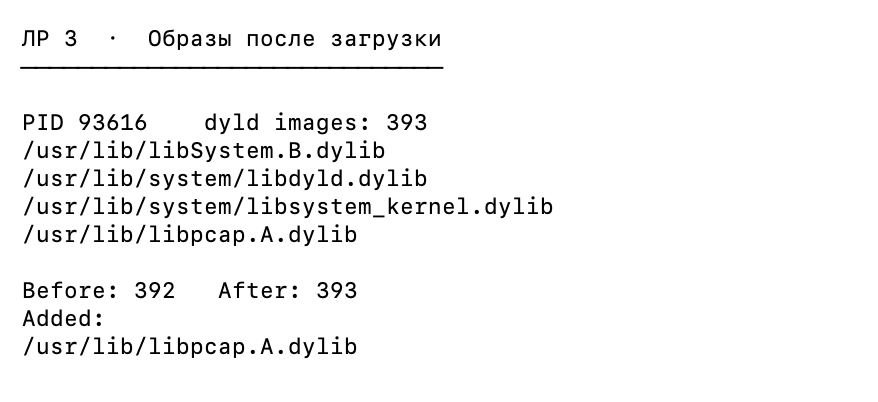 ЛР 3 · Образы после загрузки
PID 93616 dyld images: 393
/usr/lib/libSystem.B.dylib
/usr/lib/system/libdyld.dylib
/usr/lib/system/libsystem_kernel.dylib
/usr/lib/libpcap.A.dylib
Before: 392 After: 393
Added:
/usr/lib/libpcap.A.dylib